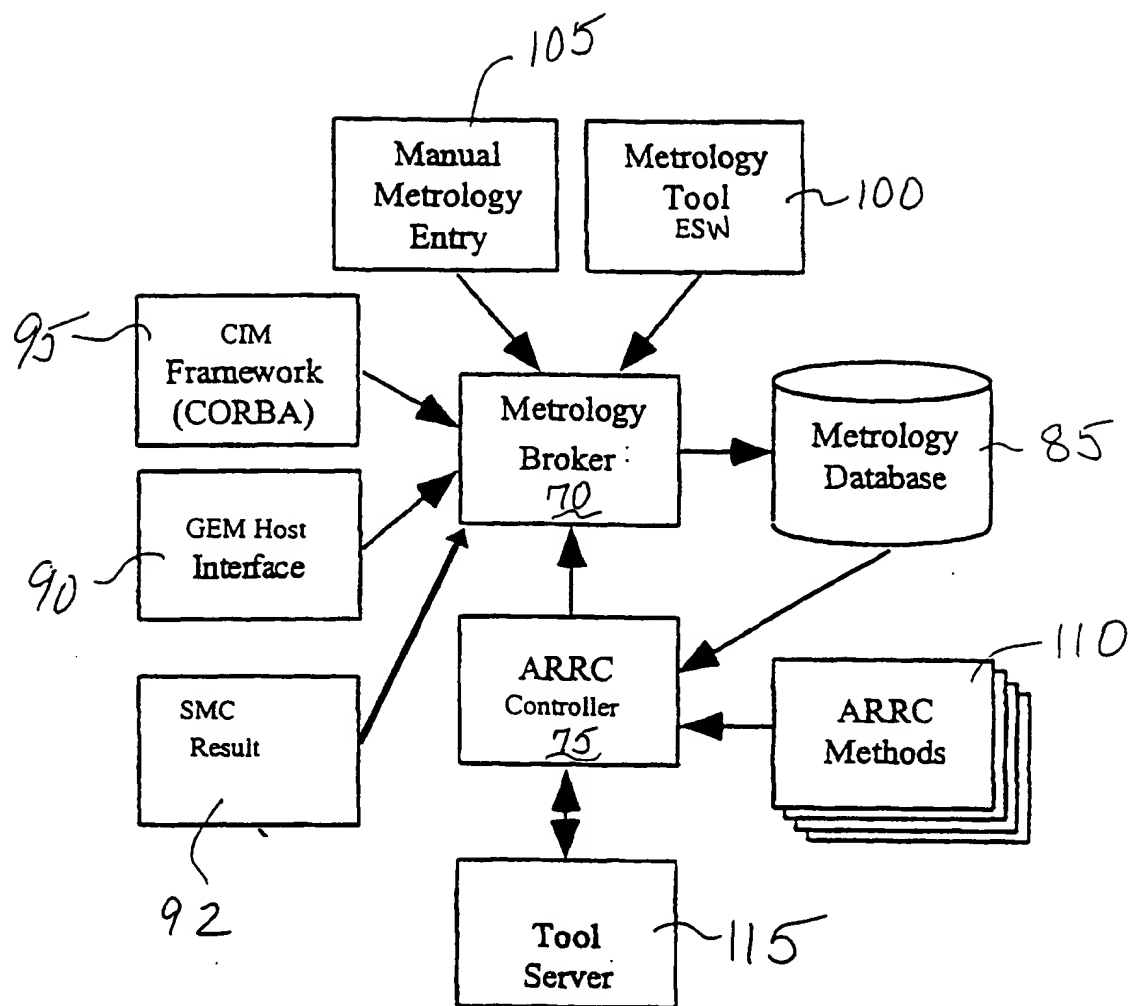 105
Manual
Metrology
Entry
Metrology
Tool
ESW
100
95
CIM
Framework
(CORBA)
Metrology
Broker
70
Metrology
Database
85
GEM Host
Interface
90
ARRC
Controller
75
110
ARRC
Methods
SMC
Result
92
Tool
Server
115